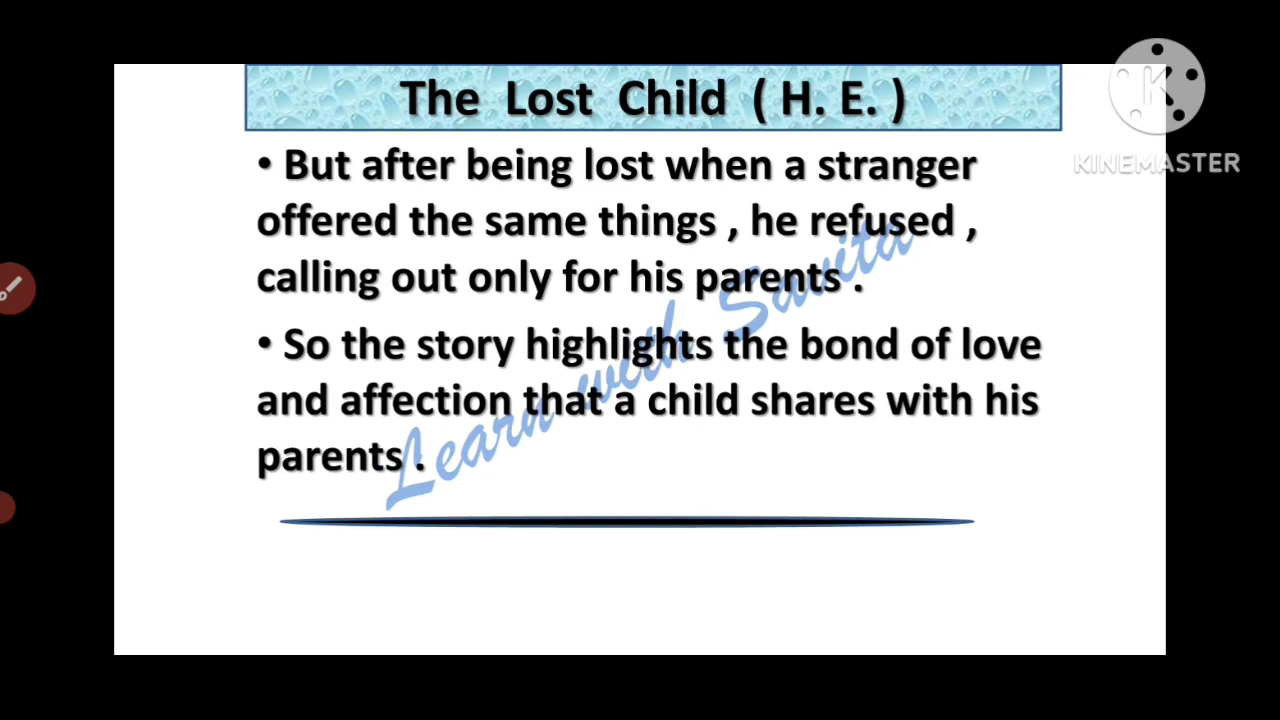 The Lost Child ( H. E. )
KINEMASTER
• But after being lost when a stranger
offered the same things , he refused ,
calling out only for his parents .
• So the story highlights the bond of love
and affection that a child shares with his
parents .
Learn with Savita